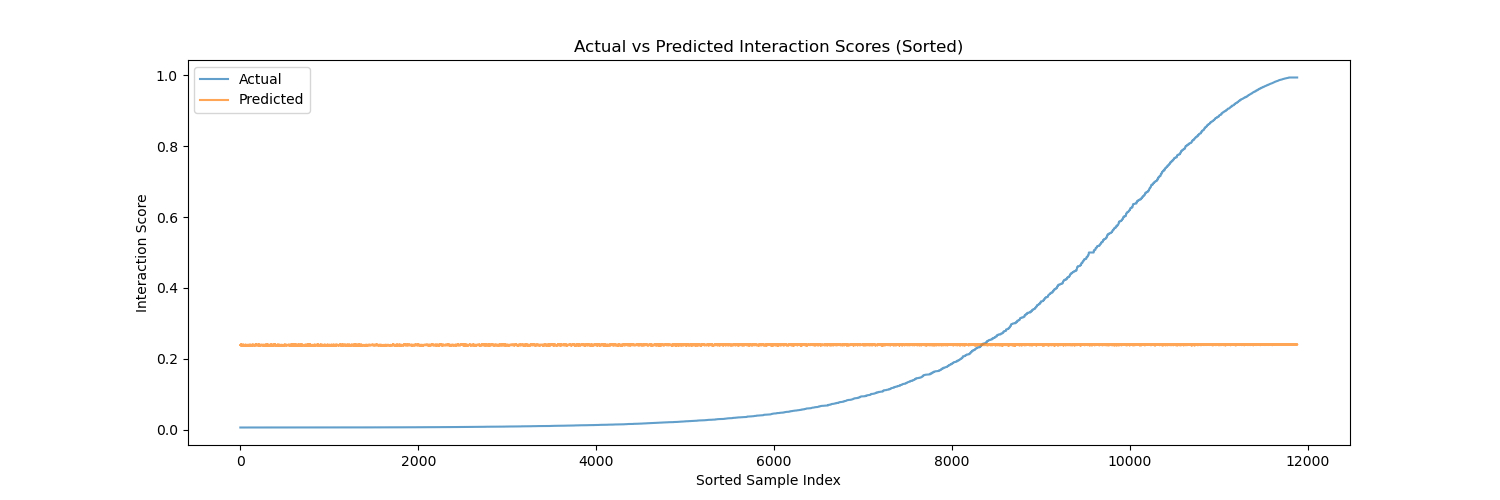 Actual vs Predicted Interaction Scores (Sorted)
Actual
Predicted
1.0
0.8
0.6
0.4
0.2
0.0
Interaction Score
0 2000 4000 6000 8000 10000 12000
Sorted Sample Index